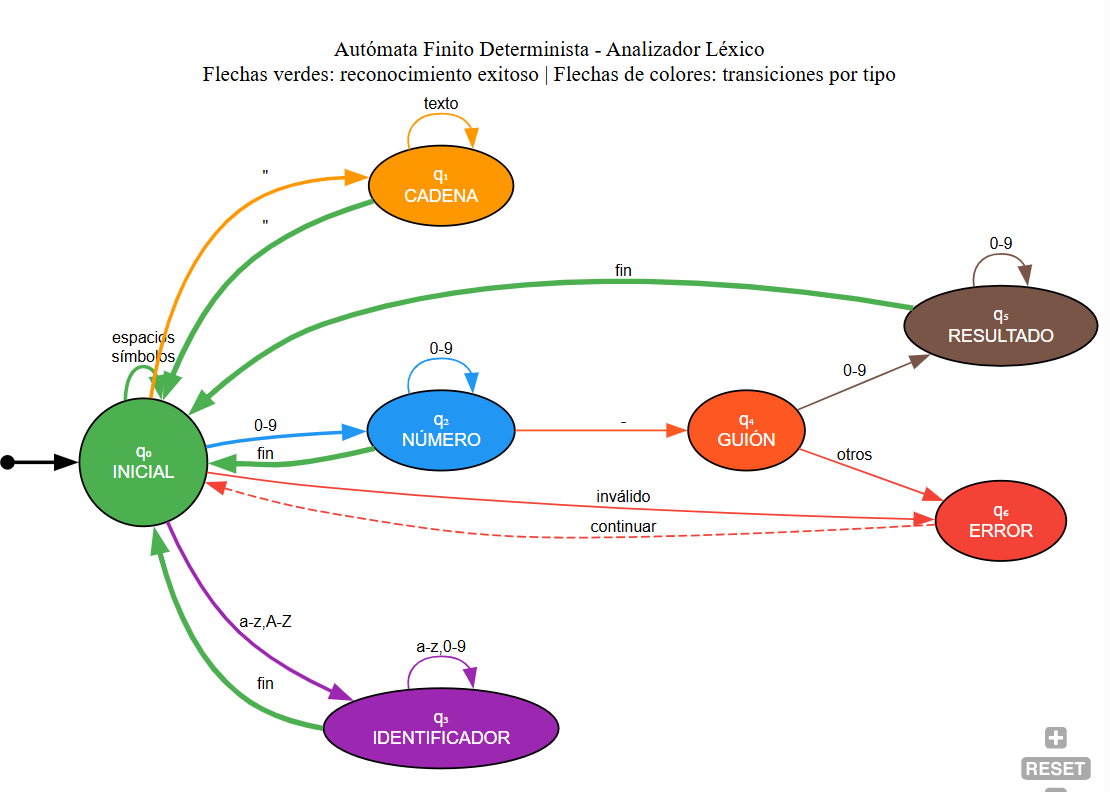 Autómata Finito Determinista - Analizador Léxico
Flechas verdes: reconocimiento exitoso | Flechas de colores: transiciones por tipo
texto
"
q₁
CADENA
"
0-9
fin
q₅
RESULTADO
espacios
símbolos
0-9
0-9
q₂
NÚMERO
-
q₄
GUIÓN
0-9
fin
q₀
INICIAL
otros
inválido
q₆
ERROR
continuar
a-z,A-Z
a-z,0-9
fin
q₃
IDENTIFICADOR
RESET